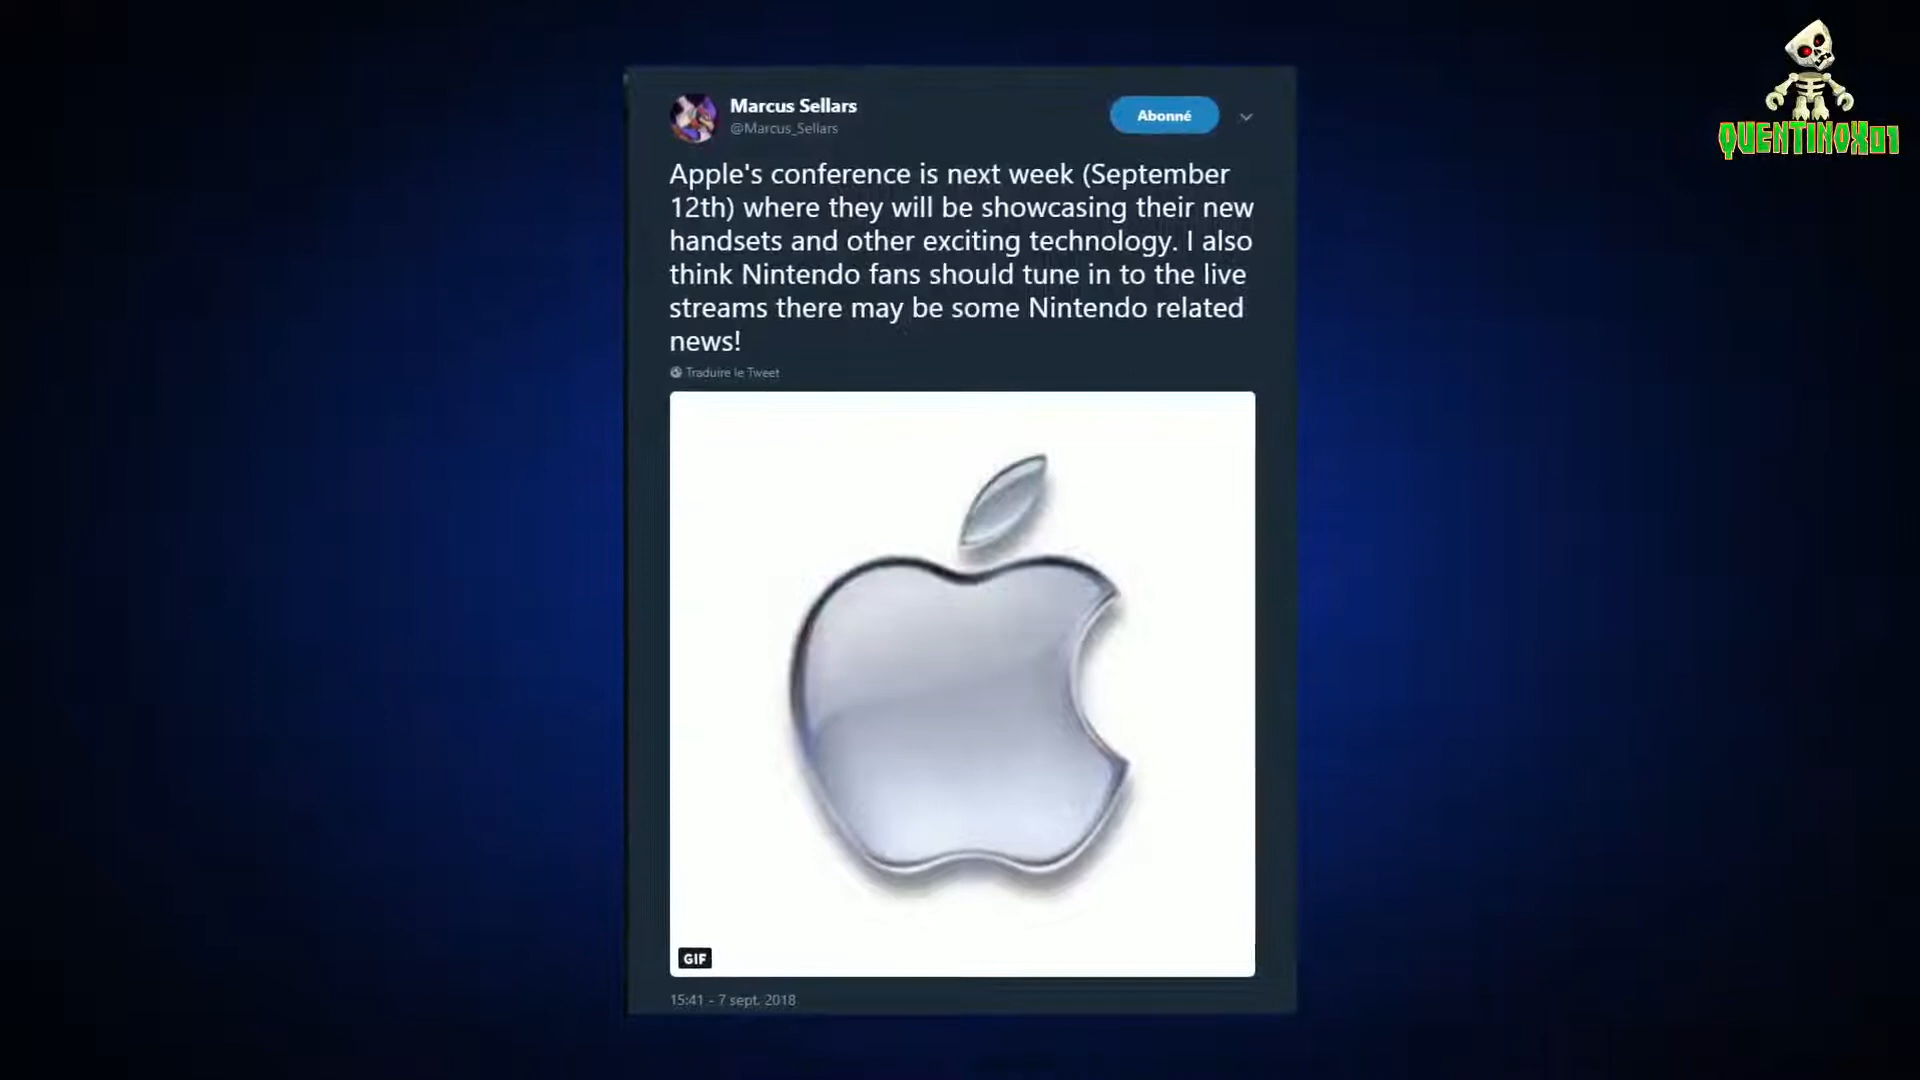 QUENTINOX01
Marcus Sellars
@Marcus_Sellars
Abonné
Apple's conference is next week (September
12th) where they will be showcasing their new
handsets and other exciting technology. I also
think Nintendo fans should tune in to the live
streams there may be some Nintendo related
news!
Traduire le Tweet
GIF
15:41 - 7 sept. 2018